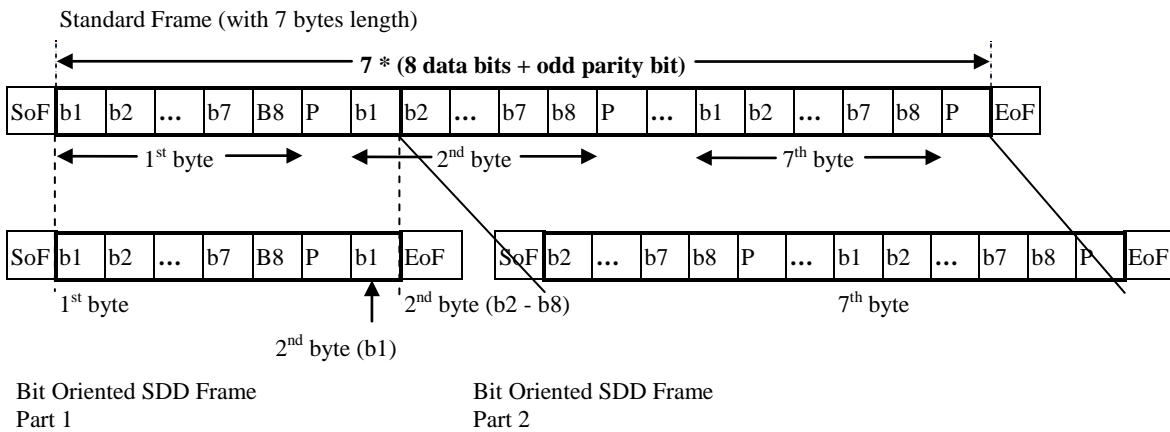 Standard Frame (with 7 bytes length)
7 * (8 data bits + odd parity bit)
SoF b1 b2 ... b7 B8 P b1 b2 ... b7 b8 P ... b1 b2 ... b7 b8 P EoF
1st byte 2nd byte 7th byte
SoF b1 b2 ... b7 B8 P b1 EoF SoF b2 ... b7 b8 P ... b1 b2 ... b7 b8 P EoF
1st byte 2nd byte (b2 - b8) 7th byte
2nd byte (b1)
Bit Oriented SDD Frame Bit Oriented SDD Frame
Part 1 Part 2